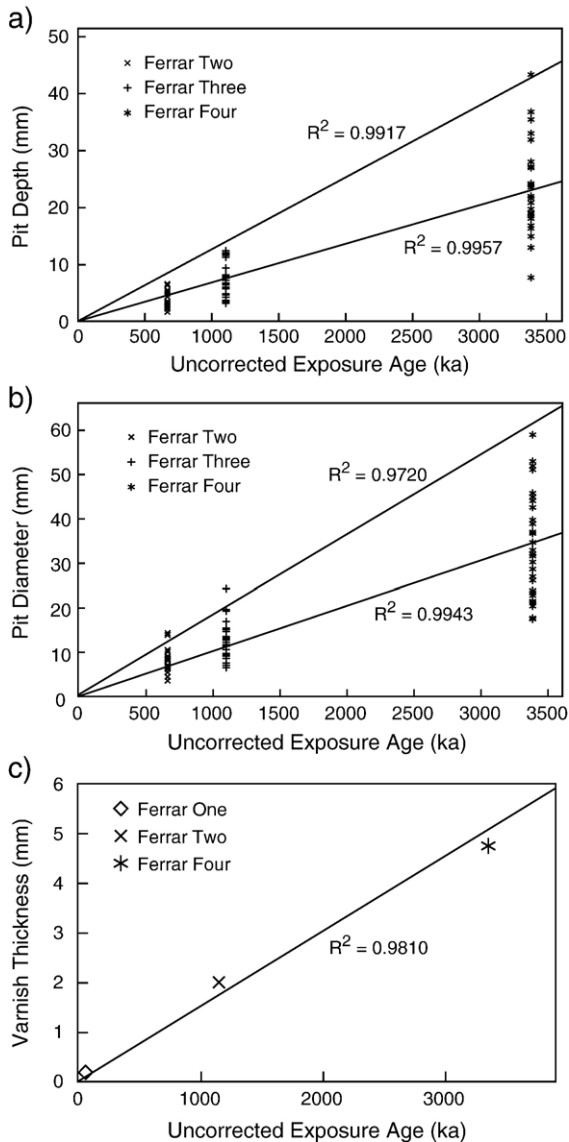 a)
50
40
30
20
10
0
Pit Depth (mm)
× Ferrar Two
+ Ferrar Three
* Ferrar Four
R² = 0.9917
R² = 0.9957
0 500 1000 1500 2000 2500 3000 3500
Uncorrected Exposure Age (ka)
b)
60
50
40
30
20
10
0
Pit Diameter (mm)
× Ferrar Two
+ Ferrar Three
* Ferrar Four
R² = 0.9720
R² = 0.9943
0 500 1000 1500 2000 2500 3000 3500
Uncorrected Exposure Age (ka)
c)
6
5
4
3
2
1
0
Varnish Thickness (mm)
◇ Ferrar One
× Ferrar Two
* Ferrar Four
R² = 0.9810
0 1000 2000 3000
Uncorrected Exposure Age (ka)